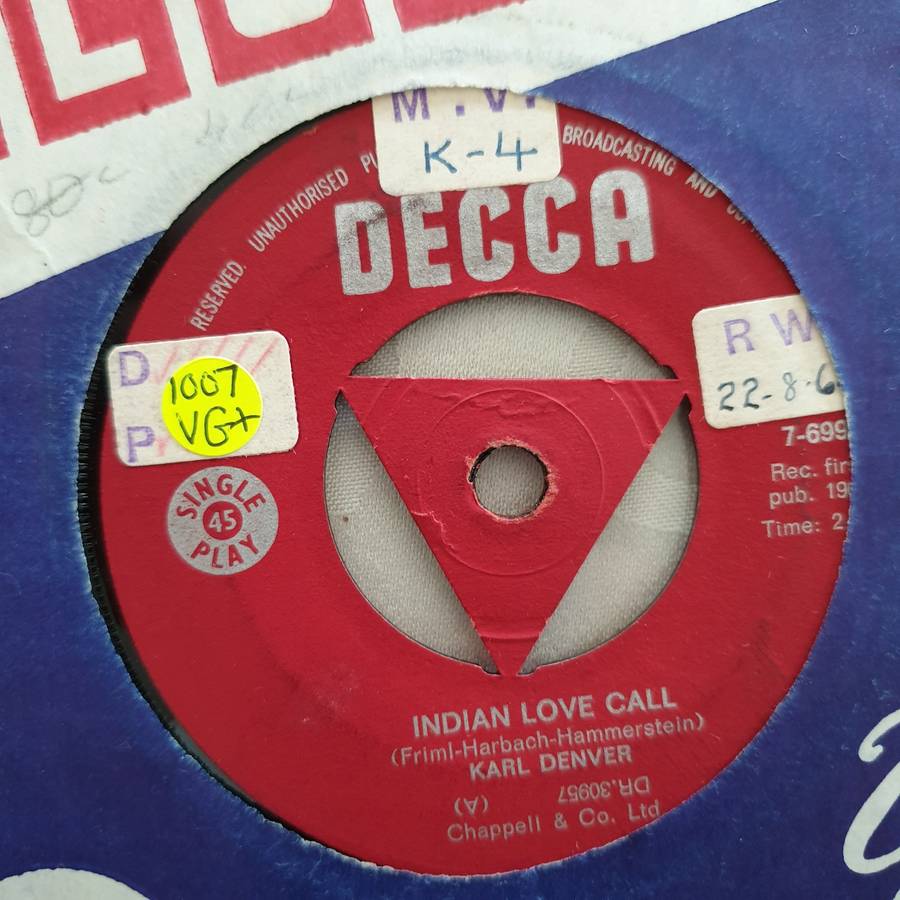 80c
M.V.
K-4
RESERVED. UNAUTHORISED BROADCASTING AND
DECCA
D
P
1007
VG+
R W
22-8-6
7-699
SINGLE
45
PLAY
Rec. fir
pub. 19
Time: 2
INDIAN LOVE CALL
(Friml-Harbach-Hammerstein)
KARL DENVER
DR.30957
(A)
Chappell & Co. Ltd